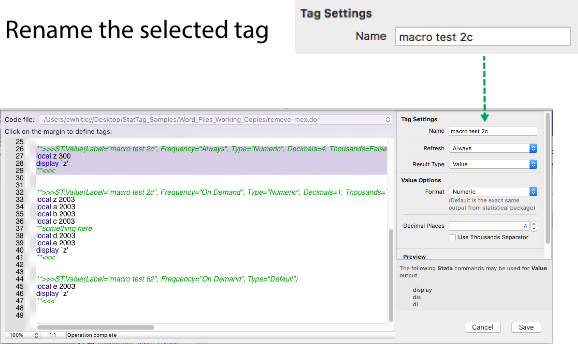 Rename the selected tag
Tag Settings
Name macro test 2c
Code file: /Users/ewhitley/Desktop/StatTag_Samples/Word_Files_Working_Copies/remove-mex.do
Click on the margin to define tags:
25
26 **>>>ST:Value(Label="macro test 2c", Frequency="Always", Type="Numeric", Decimals=4, Thousands=False
27 local z 300
28 display `z'
29 **<<<
31
32 **>>>ST:Value(Label="macro test 2c", Frequency="On Demand", Type="Numeric", Decimals=1, Thousands=
33 local z 2003
34 local a 2003
35 local b 2003
36 local c 2003
37 *something here
38 local d 2003
39 local e 2003
40 display `z'
41 **<<<
42
43
44 **>>>ST:Value(Label="macro test 62", Frequency="On Demand", Type="Default")
45 local e 2003
46 display `z'
47 **<<<
48
49
100% 1:1 Operation complete
Tag Settings
Name macro test 2c
Refresh Always
Result Type Value
Value Options
Format Numeric
(Default is the exact same
output from statistical package)
Decimal Places 4
Use Thousands Separator
Preview
The following Stata commands may be used for Value
output
display
dis
di
Cancel Save